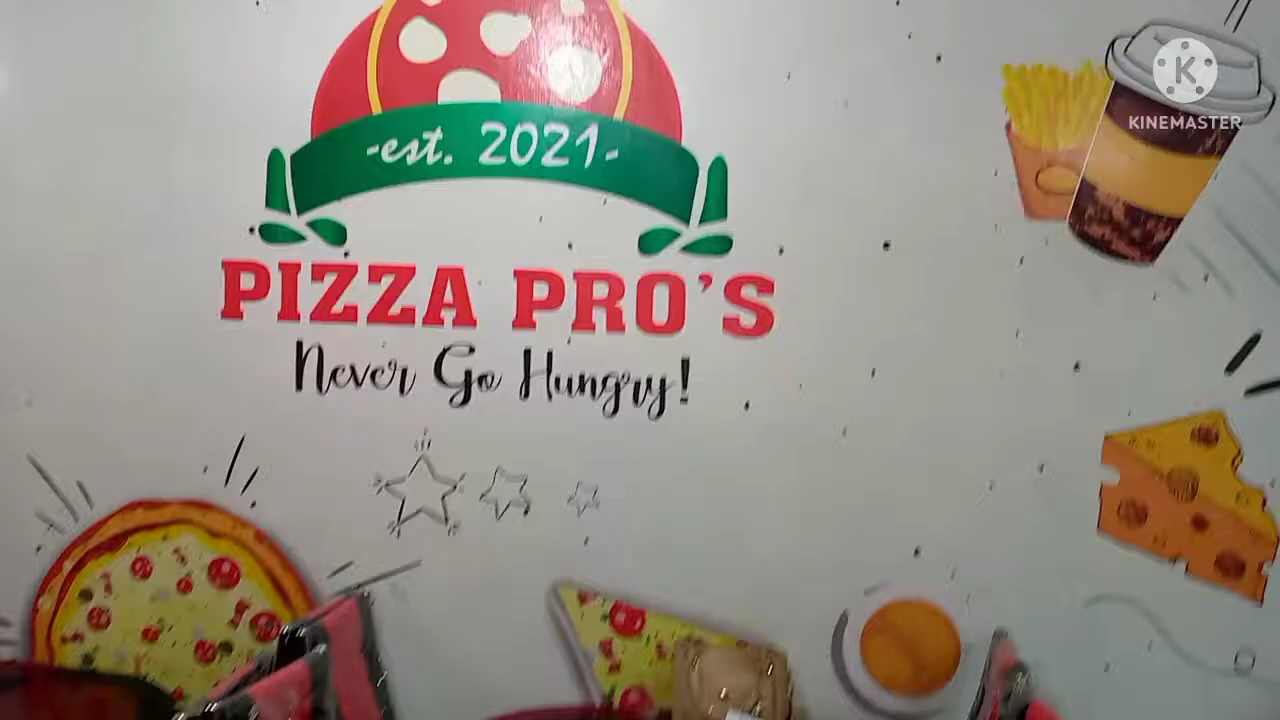 -est. 2021-
PIZZA PRO'S
Never Go Hungry!
K
KINEMASTER